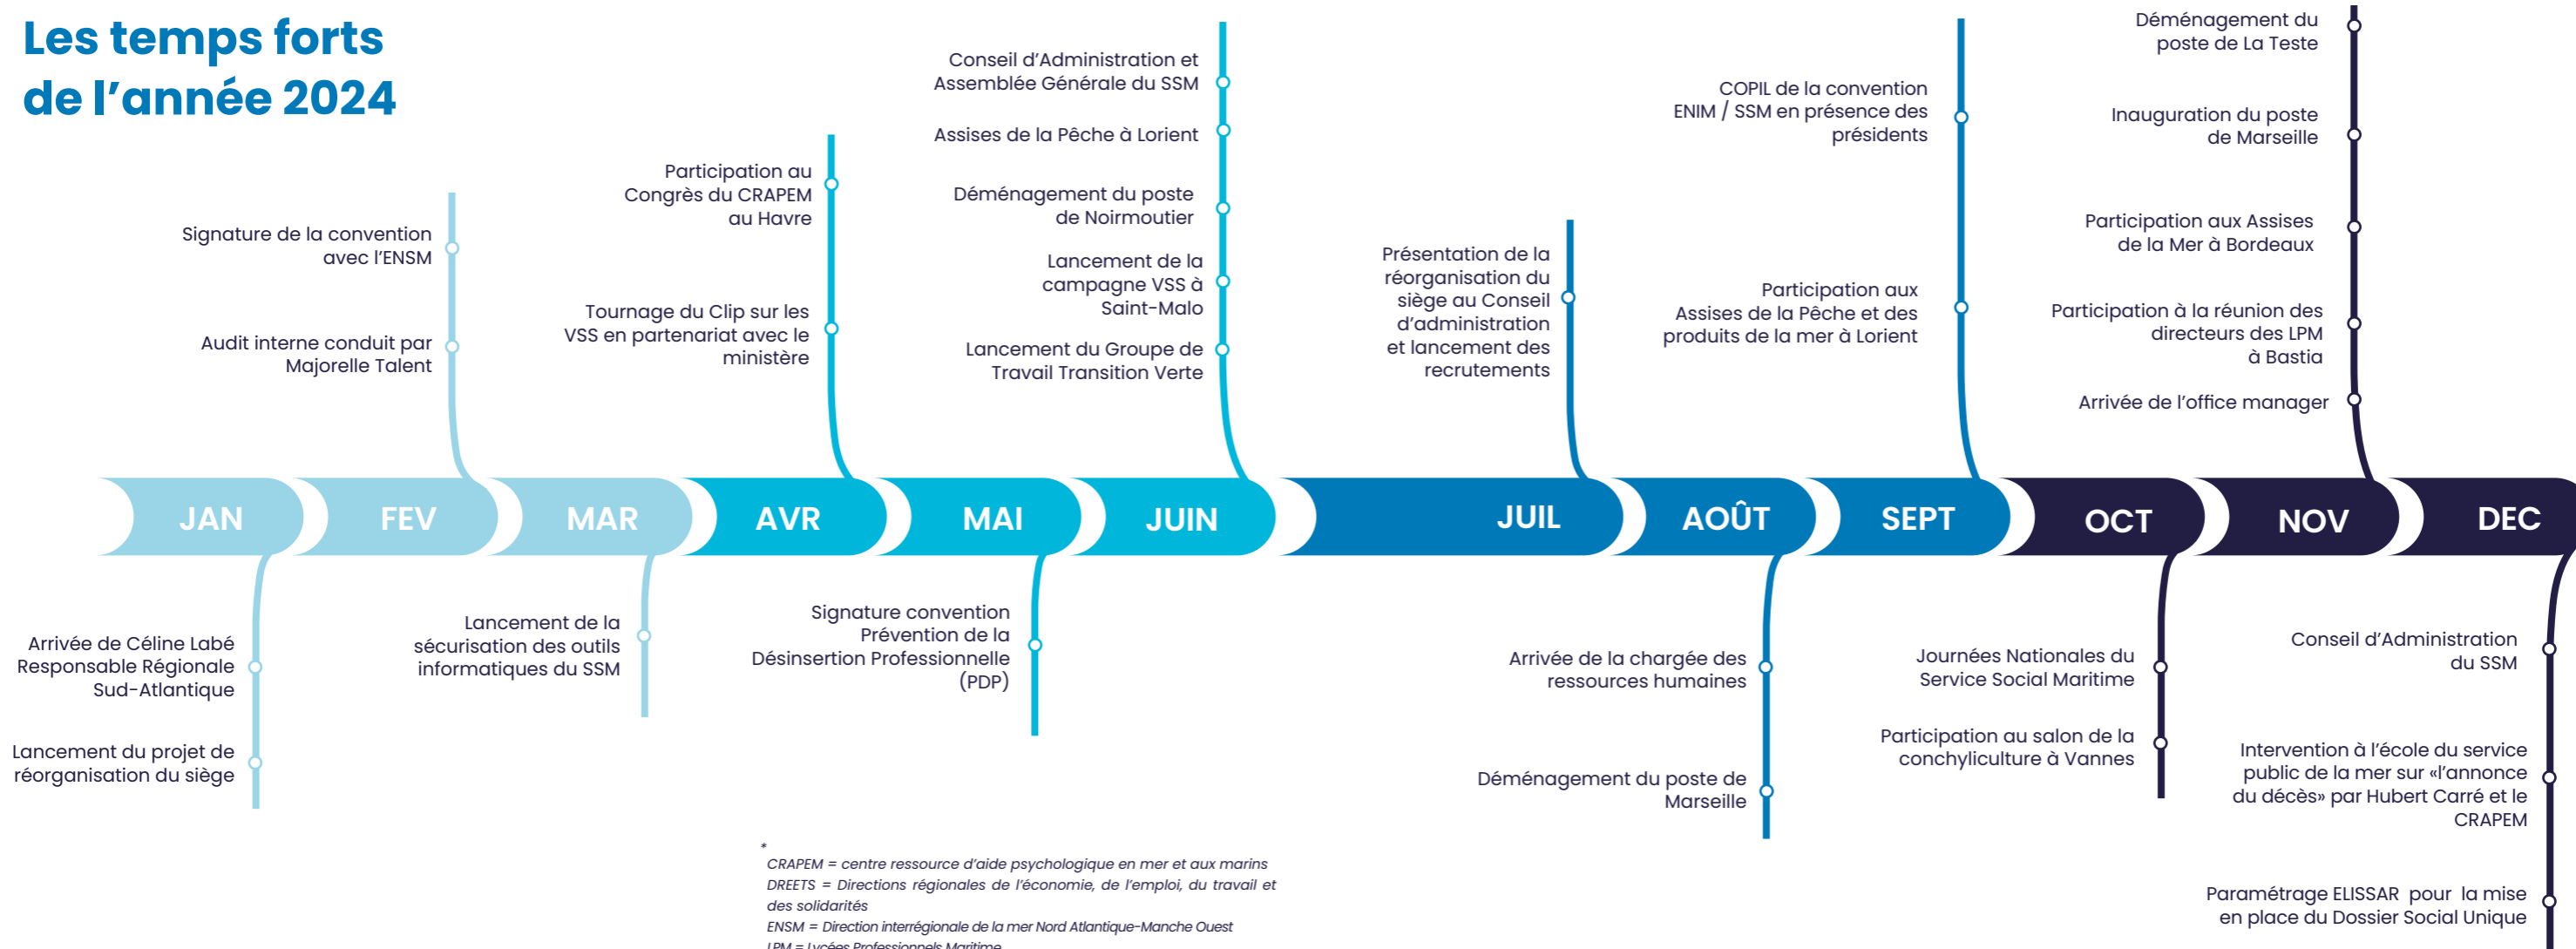 Les temps forts
de l'année 2024
Signature de la convention
avec l'ENSM
Audit interne conduit par
Majorelle Talent
Participation au
Congrès du CRAPEM
au Havre
Tournage du Clip sur les
VSS en partenariat avec le
ministère
Conseil d'Administration et
Assemblée Générale du SSM
Assises de la Pêche à Lorient
Déménagement du poste
de Noirmoutier
Lancement de la
campagne VSS à
Saint-Malo
Lancement du Groupe de
Travail Transition Verte
Présentation de la
réorganisation du
siège au Conseil
d'administration
et lancement des
recrutements
COPIL de la convention
ENIM / SSM en présence des
présidents
Participation aux
Assises de la Pêche et des
produits de la mer à Lorient
Déménagement du
poste de La Teste
Inauguration du poste
de Marseille
Participation aux Assises
de la Mer à Bordeaux
Participation à la réunion des
directeurs des LPM
à Bastia
Arrivée de l'office manager
JAN
FEV
MAR
AVR
MAI
JUIN
JUIL
AOÛT
SEPT
OCT
NOV
DEC
Arrivée de Céline Labé
Responsable Régionale
Sud-Atlantique
Lancement du projet de
réorganisation du siège
Lancement de la
sécurisation des outils
informatiques du SSM
Signature convention
Prévention de la
Désinsertion Professionnelle
(PDP)
Arrivée de la chargée des
ressources humaines
Déménagement du poste de
Marseille
Journées Nationales du
Service Social Maritime
Participation au salon de la
conchyliculture à Vannes
Conseil d'Administration
du SSM
Intervention à l'école du service
public de la mer sur «l'annonce
du décès» par Hubert Carré et le
CRAPEM
Paramétrage ELISSAR pour la mise
en place du Dossier Social Unique
*
CRAPEM = centre ressource d'aide psychologique en mer et aux marins
DREETS = Directions régionales de l'économie, de l'emploi, du travail et
des solidarités
ENSM = Direction interrégionale de la mer Nord Atlantique-Manche Ouest
LPM = Lycées Professionnels Maritime